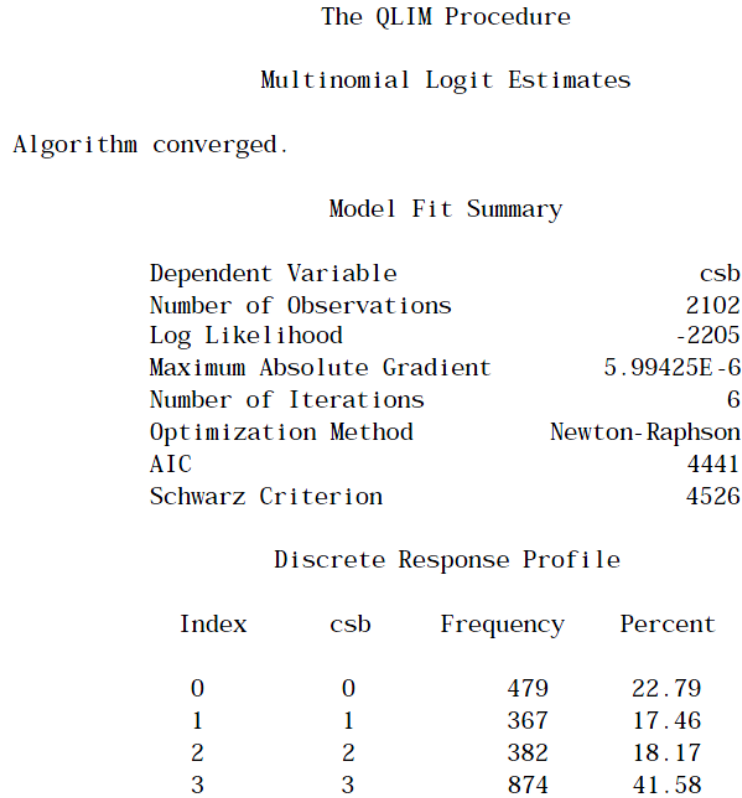 The QLIM Procedure
Multinomial Logit Estimates
Algorithm converged.
Model Fit Summary
Dependent Variable csb
Number of Observations 2102
Log Likelihood -2205
Maximum Absolute Gradient 5.99425E-6
Number of Iterations 6
Optimization Method Newton-Raphson
AIC 4441
Schwarz Criterion 4526
Discrete Response Profile
Index csb Frequency Percent
0 0 479 22.79
1 1 367 17.46
2 2 382 18.17
3 3 874 41.58